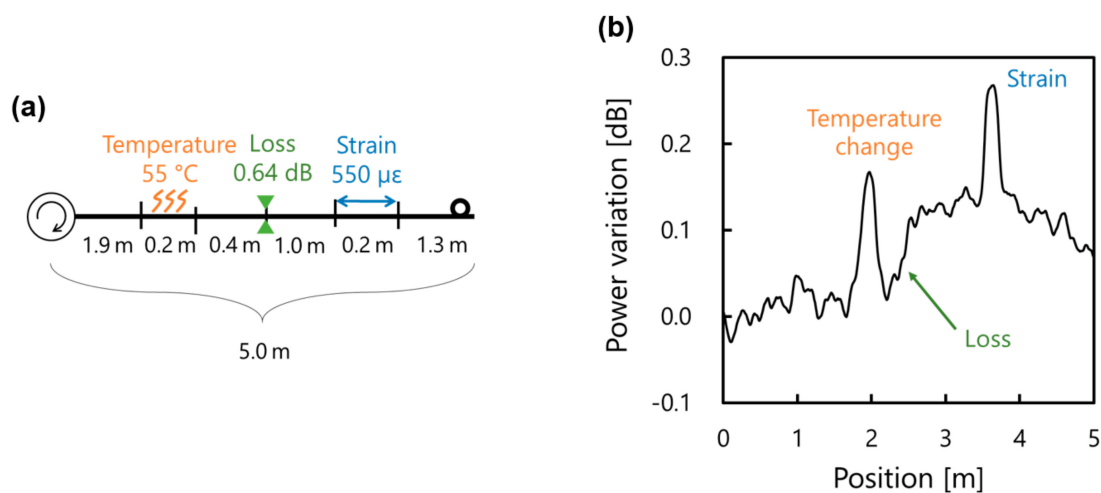 (a)
Temperature
55 °C
Loss
0.64 dB
Strain
550 με
1.9 m
0.2 m
0.4 m
1.0 m
0.2 m
1.3 m
5.0 m
(b)
Power variation [dB]
0.3
0.2
0.1
0.0
-0.1
Temperature
change
Strain
Loss
0 1 2 3 4 5
Position [m]